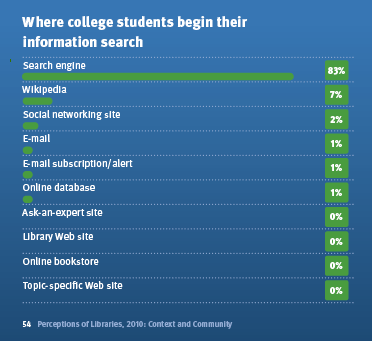 Where college students begin their
information search
Search engine 83%
Wikipedia 7%
Social networking site 2%
E-mail 1%
E-mail subscription/alert 1%
Online database 1%
Ask-an-expert site 0%
Library Web site 0%
Online bookstore 0%
Topic-specific Web site 0%
54 Perceptions of Libraries, 2010: Context and Community